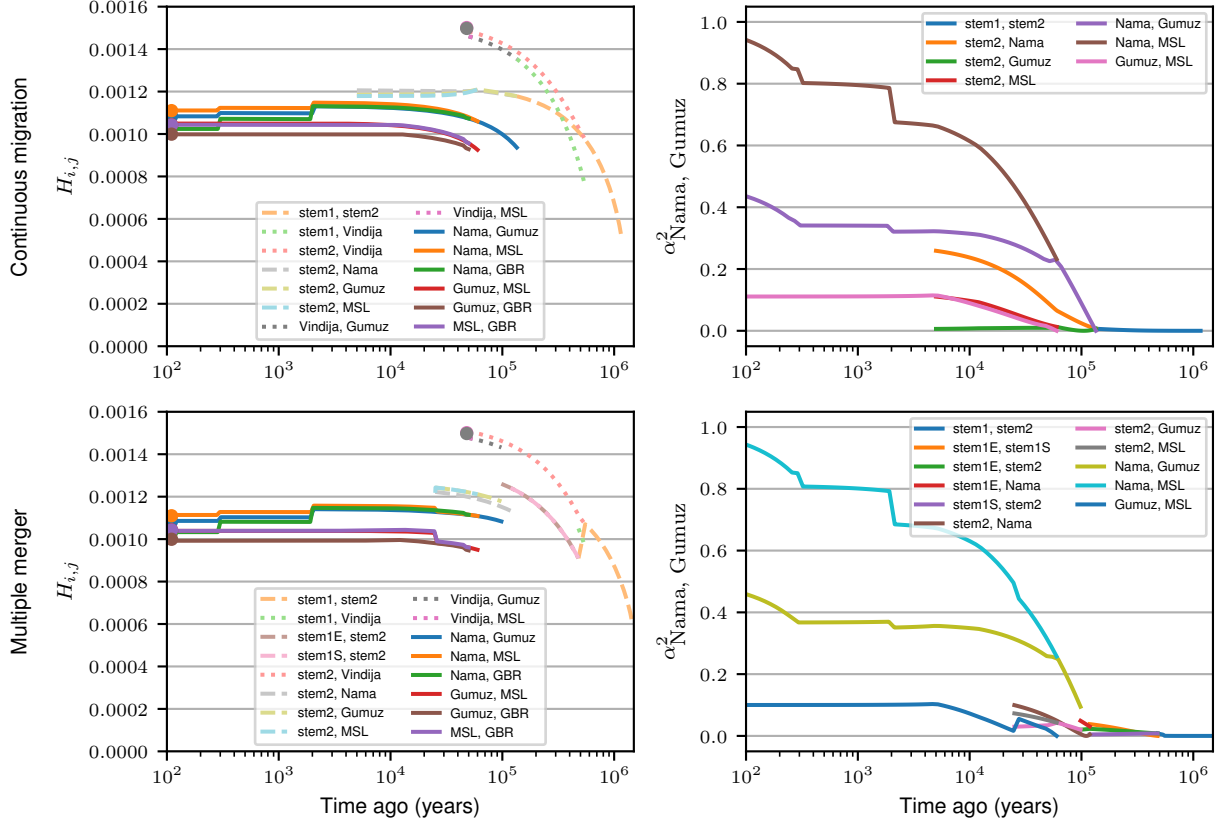 Continuous migration
H_{i,j}
0.0016
0.0014
0.0012
0.0010
0.0008
0.0006
0.0004
0.0002
0.0000
stem1, stem2
stem1, Vindija
stem2, Vindija
stem2, Nama
stem2, Gumuz
stem2, MSL
Vindija, Gumuz
Vindija, MSL
Nama, Gumuz
Nama, MSL
Nama, GBR
Gumuz, MSL
Gumuz, GBR
MSL, GBR
10^2 10^3 10^4 10^5 10^6
α^2_{Nama, Gumuz}
1.0
0.8
0.6
0.4
0.2
0.0
stem1, stem2
stem2, Nama
stem2, Gumuz
stem2, MSL
Nama, Gumuz
Nama, MSL
Gumuz, MSL
10^2 10^3 10^4 10^5 10^6
Multiple merger
H_{i,j}
0.0016
0.0014
0.0012
0.0010
0.0008
0.0006
0.0004
0.0002
0.0000
stem1, stem2
stem1, Vindija
stem1E, stem2
stem1S, stem2
stem2, Vindija
stem2, Nama
stem2, Gumuz
stem2, MSL
Vindija, Gumuz
Vindija, MSL
Nama, Gumuz
Nama, MSL
Nama, GBR
Gumuz, MSL
Gumuz, GBR
MSL, GBR
10^2 10^3 10^4 10^5 10^6
Time ago (years)
α^2_{Nama, Gumuz}
1.0
0.8
0.6
0.4
0.2
0.0
stem1, stem2
stem1E, stem1S
stem1E, stem2
stem1E, Nama
stem1S, stem2
stem2, Nama
stem2, Gumuz
stem2, MSL
Nama, Gumuz
Nama, MSL
Gumuz, MSL
10^2 10^3 10^4 10^5 10^6
Time ago (years)